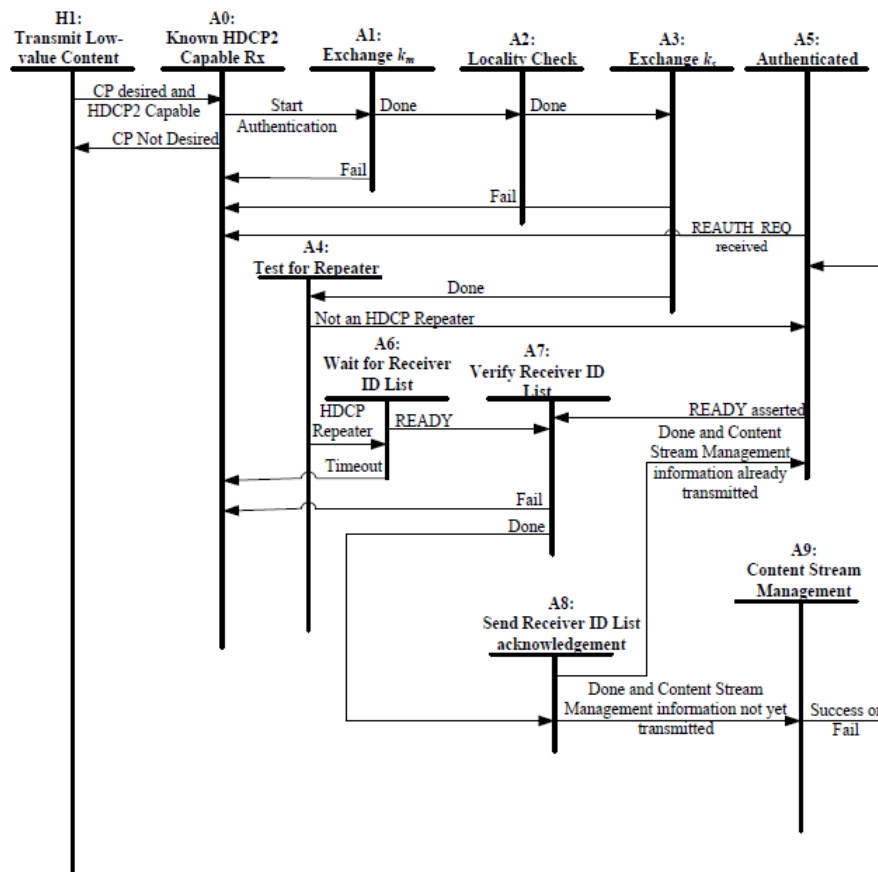 H1:
Transmit Low-
value Content
A0:
Known HDCP2
Capable Rx
A1:
Exchange km
A2:
Locality Check
A3:
Exchange ks
A5:
Authenticated
CP desired and
HDCP2 Capable
Start
Authentication
Done
Done
CP Not Desired
Fail
Fail
REAUTH_REQ
received
A4:
Test for Repeater
Done
Not an HDCP Repeater
A6:
Wait for Receiver
ID List
A7:
Verify Receiver ID
List
HDCP
Repeater
READY
READY asserted
Done and Content
Stream Management
information already
transmitted
Timeout
Fail
Done
A9:
Content Stream
Management
A8:
Send Receiver ID List
acknowledgement
Done and Content Stream
Management information not yet
transmitted
Success or
Fail